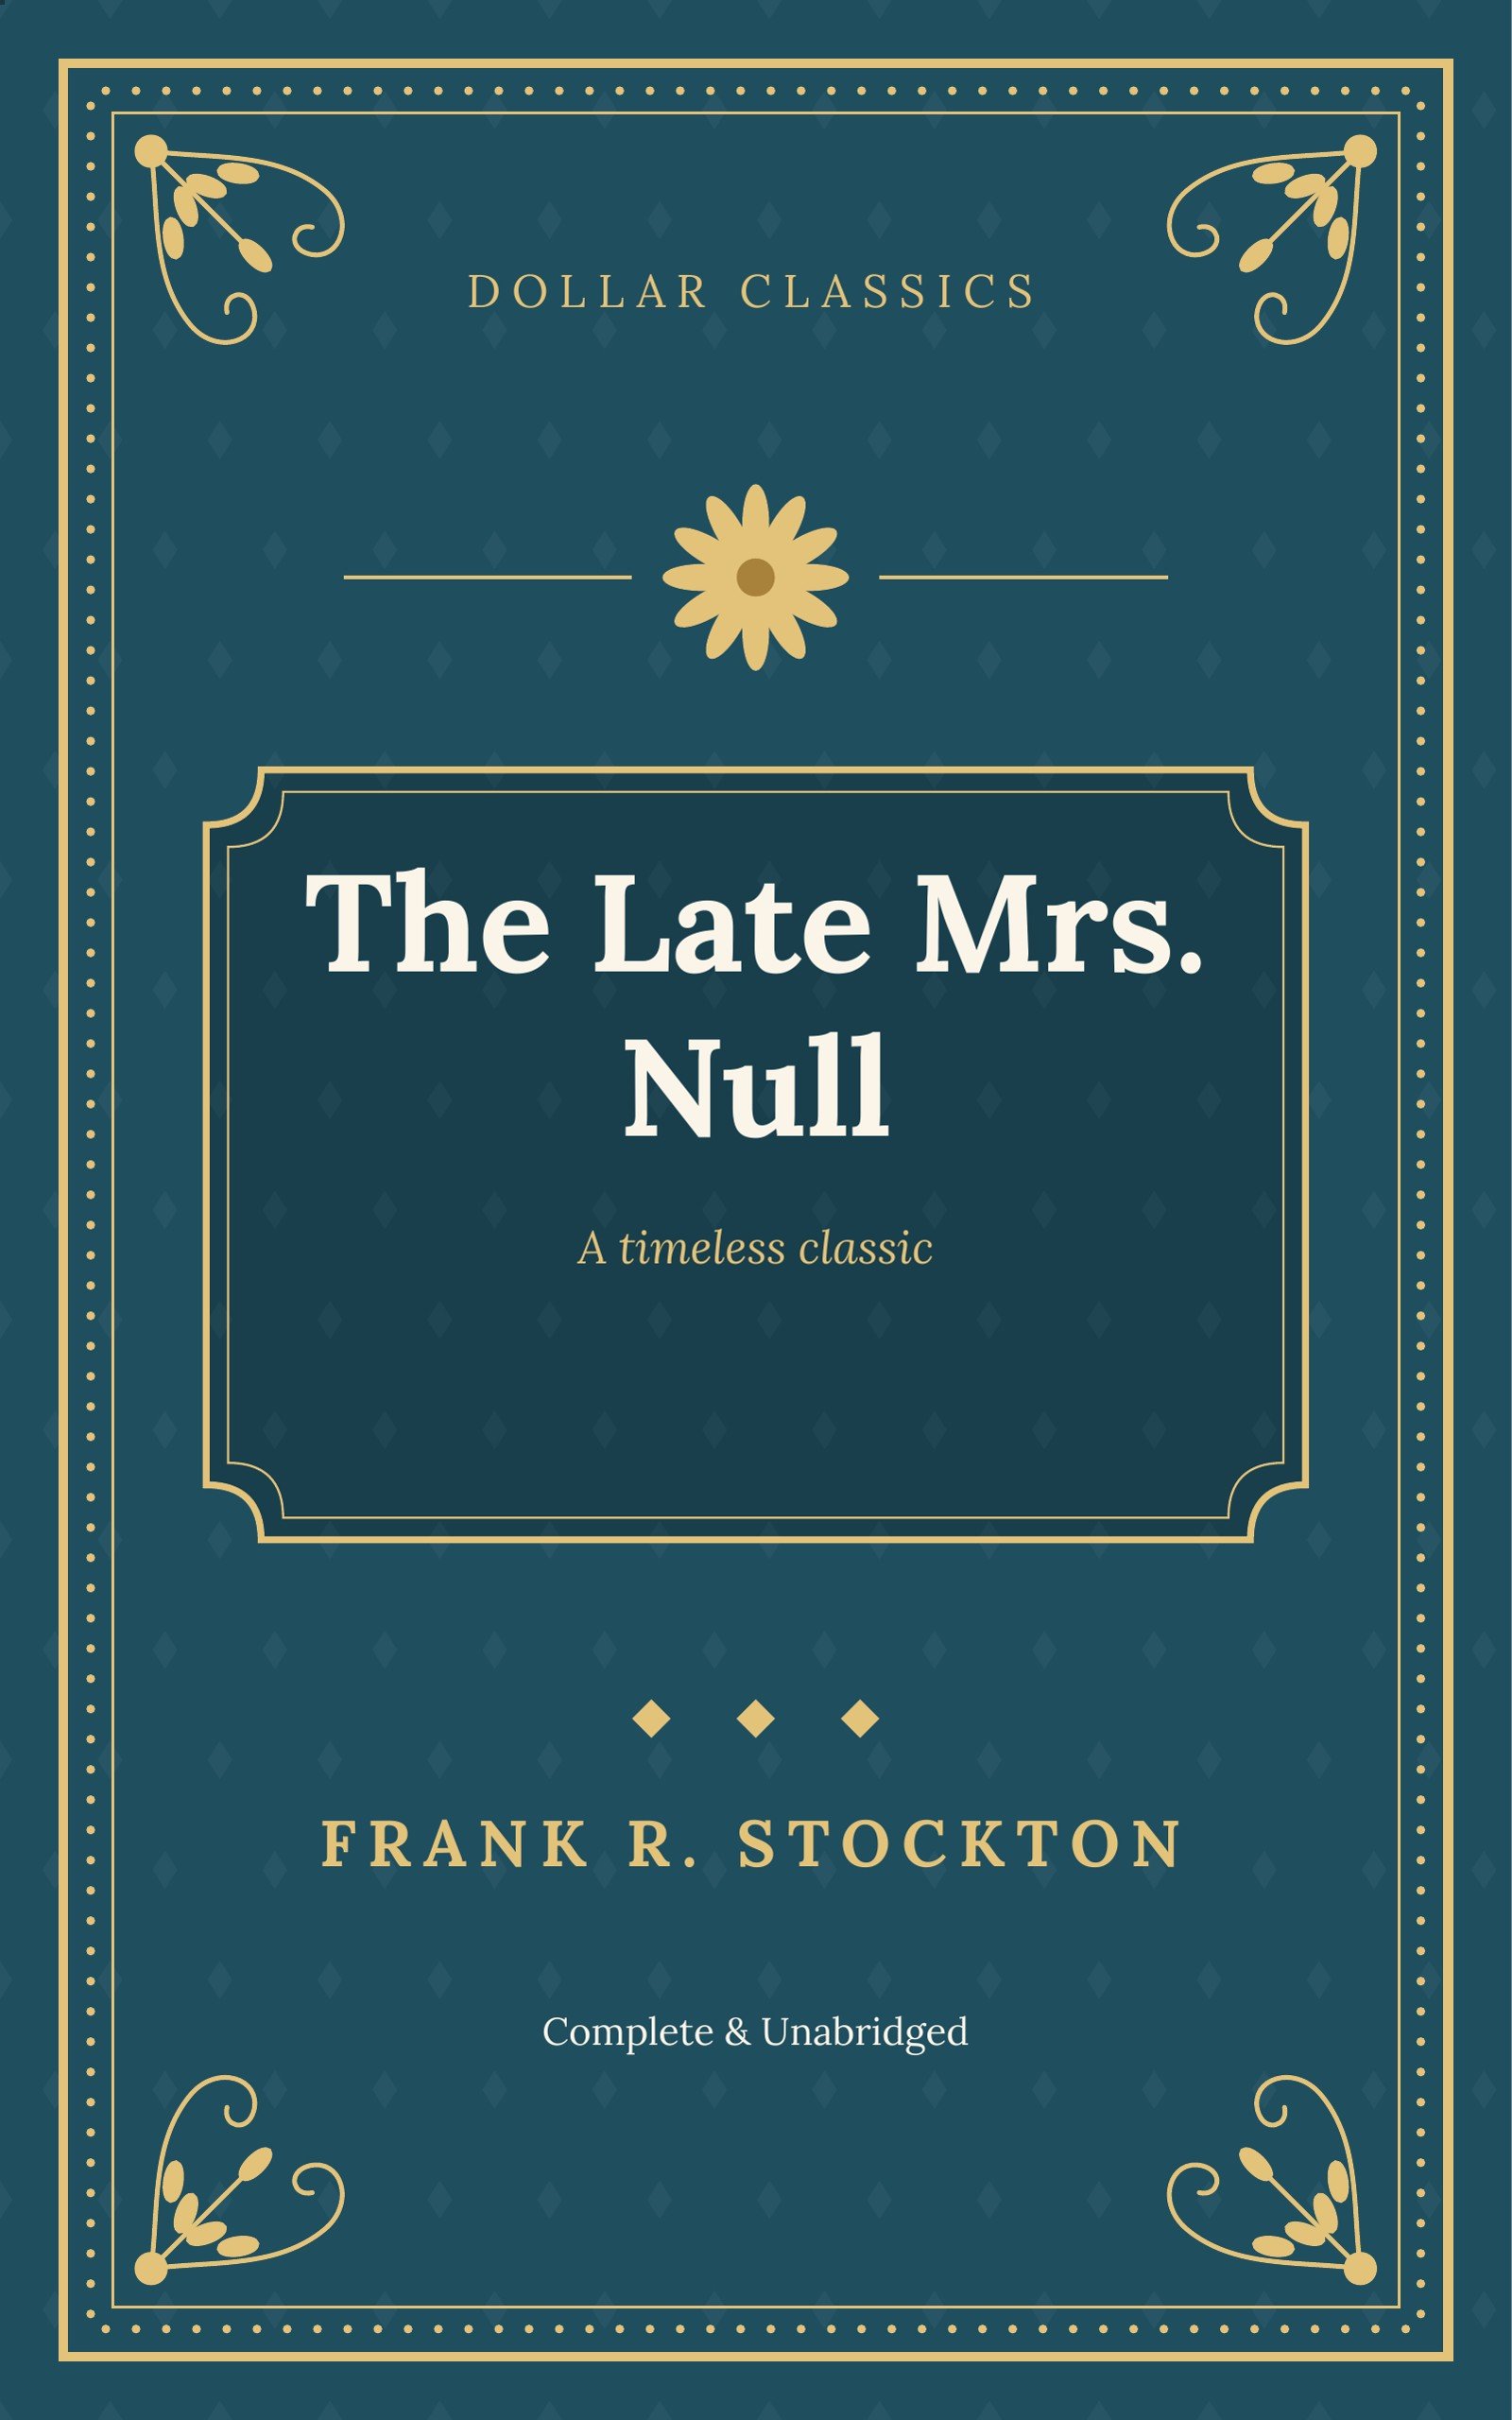 DOLLAR CLASSICS
The Late Mrs.
Null
A timeless classic
FRANK R. STOCKTON
Complete & Unabridged